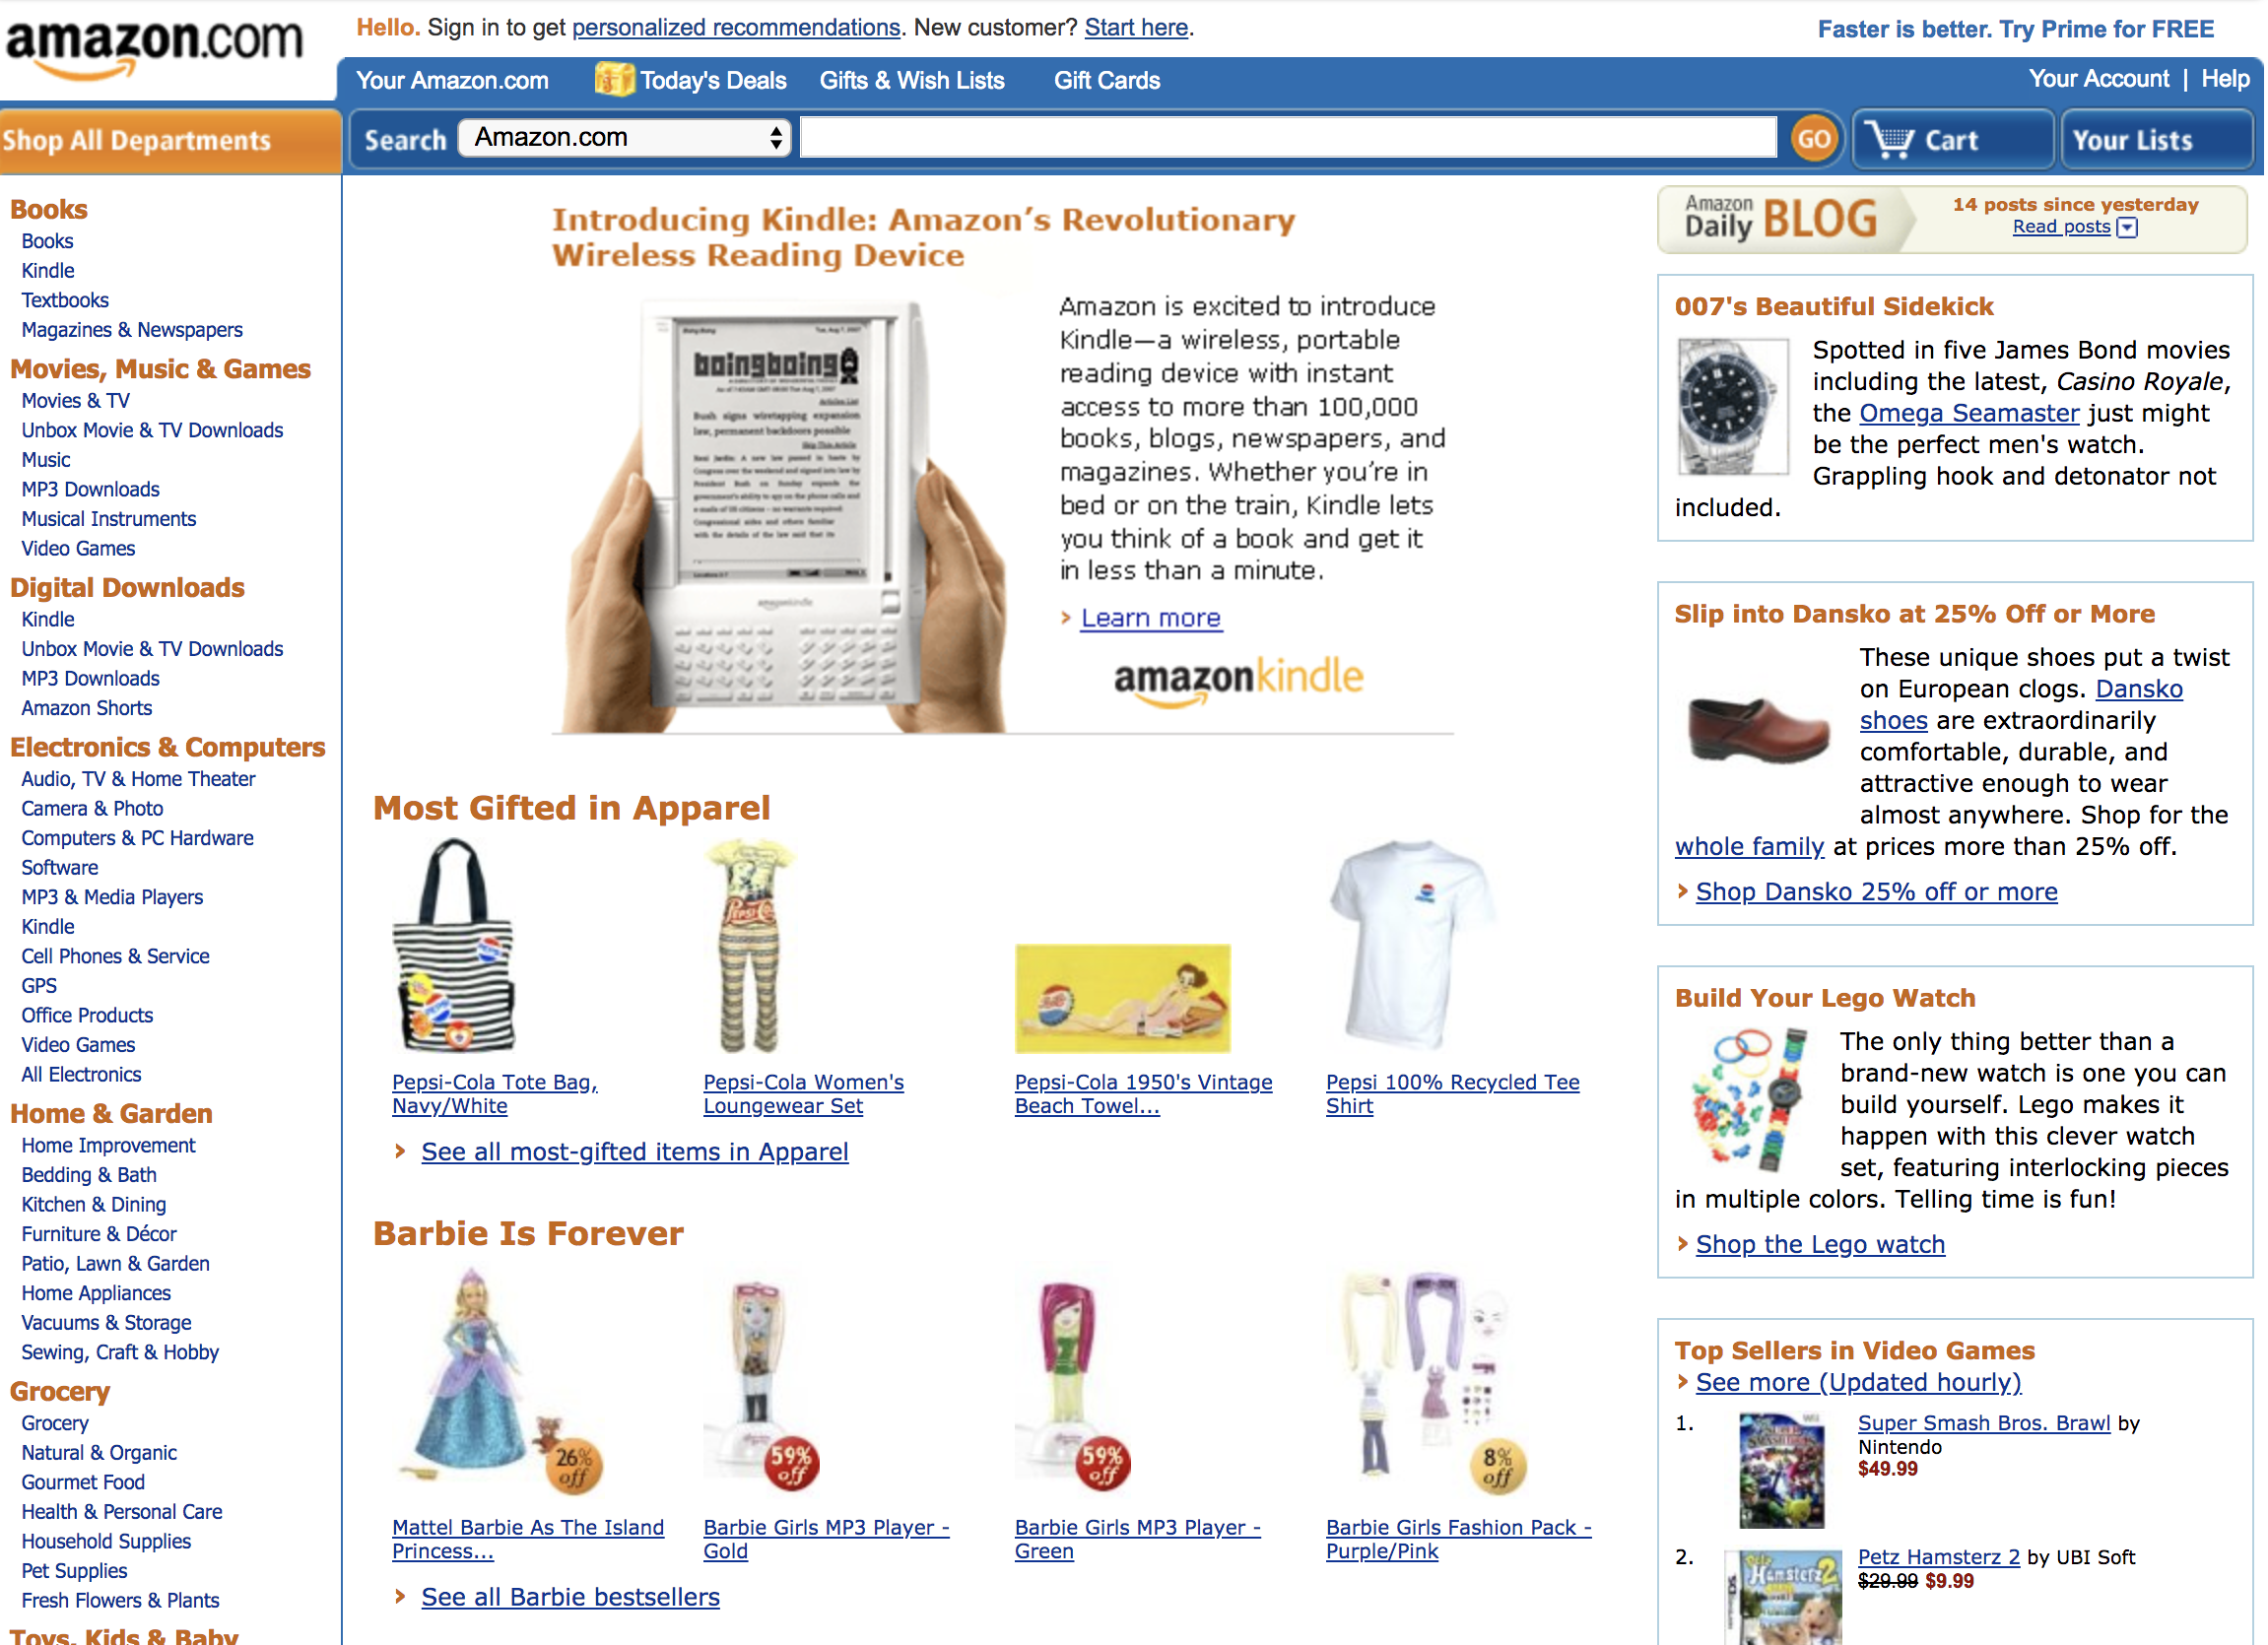 amazon.com
Hello. Sign in to get personalized recommendations. New customer? Start here.
Faster is better. Try Prime for FREE
Your Amazon.com
Today's Deals
Gifts & Wish Lists
Gift Cards
Your Account | Help
Shop All Departments
Search
Amazon.com
GO
Cart
Your Lists
Books
Books
Kindle
Textbooks
Magazines & Newspapers
Movies, Music & Games
Movies & TV
Unbox Movie & TV Downloads
Music
MP3 Downloads
Musical Instruments
Video Games
Digital Downloads
Kindle
Unbox Movie & TV Downloads
MP3 Downloads
Amazon Shorts
Electronics & Computers
Audio, TV & Home Theater
Camera & Photo
Computers & PC Hardware
Software
MP3 & Media Players
Kindle
Cell Phones & Service
GPS
Office Products
Video Games
All Electronics
Home & Garden
Home Improvement
Bedding & Bath
Kitchen & Dining
Furniture & Décor
Patio, Lawn & Garden
Home Appliances
Vacuums & Storage
Sewing, Craft & Hobby
Grocery
Grocery
Natural & Organic
Gourmet Food
Health & Personal Care
Household Supplies
Pet Supplies
Fresh Flowers & Plants
Toys, Kids & Baby
Introducing Kindle: Amazon's Revolutionary
Wireless Reading Device
boingboing
Bush signs wiretapping expansion
law, permanent backdoors possible
amazonkindle
Amazon is excited to introduce
Kindle—a wireless, portable
reading device with instant
access to more than 100,000
books, blogs, newspapers, and
magazines. Whether you're in
bed or on the train, Kindle lets
you think of a book and get it
in less than a minute.
› Learn more
amazonkindle
Most Gifted in Apparel
Pepsi-Cola Tote Bag,
Navy/White
Pepsi-Cola Women's
Loungewear Set
Pepsi-Cola 1950's Vintage
Beach Towel...
Pepsi 100% Recycled Tee
Shirt
› See all most-gifted items in Apparel
Barbie Is Forever
26%
off
59%
off
59%
off
8%
off
Mattel Barbie As The Island
Princess...
Barbie Girls MP3 Player -
Gold
Barbie Girls MP3 Player -
Green
Barbie Girls Fashion Pack -
Purple/Pink
› See all Barbie bestsellers
Amazon
Daily BLOG
14 posts since yesterday
Read posts
007's Beautiful Sidekick
Spotted in five James Bond movies
including the latest, Casino Royale,
the Omega Seamaster just might
be the perfect men's watch.
Grappling hook and detonator not
included.
Slip into Dansko at 25% Off or More
These unique shoes put a twist
on European clogs. Dansko
shoes are extraordinarily
comfortable, durable, and
attractive enough to wear
almost anywhere. Shop for the
whole family at prices more than 25% off.
› Shop Dansko 25% off or more
Build Your Lego Watch
The only thing better than a
brand-new watch is one you can
build yourself. Lego makes it
happen with this clever watch
set, featuring interlocking pieces
in multiple colors. Telling time is fun!
› Shop the Lego watch
Top Sellers in Video Games
› See more (Updated hourly)
1.
Super Smash Bros. Brawl by
Nintendo
$49.99
2.
Hamsterz 2
Petz Hamsterz 2 by UBI Soft
$29.99 $9.99